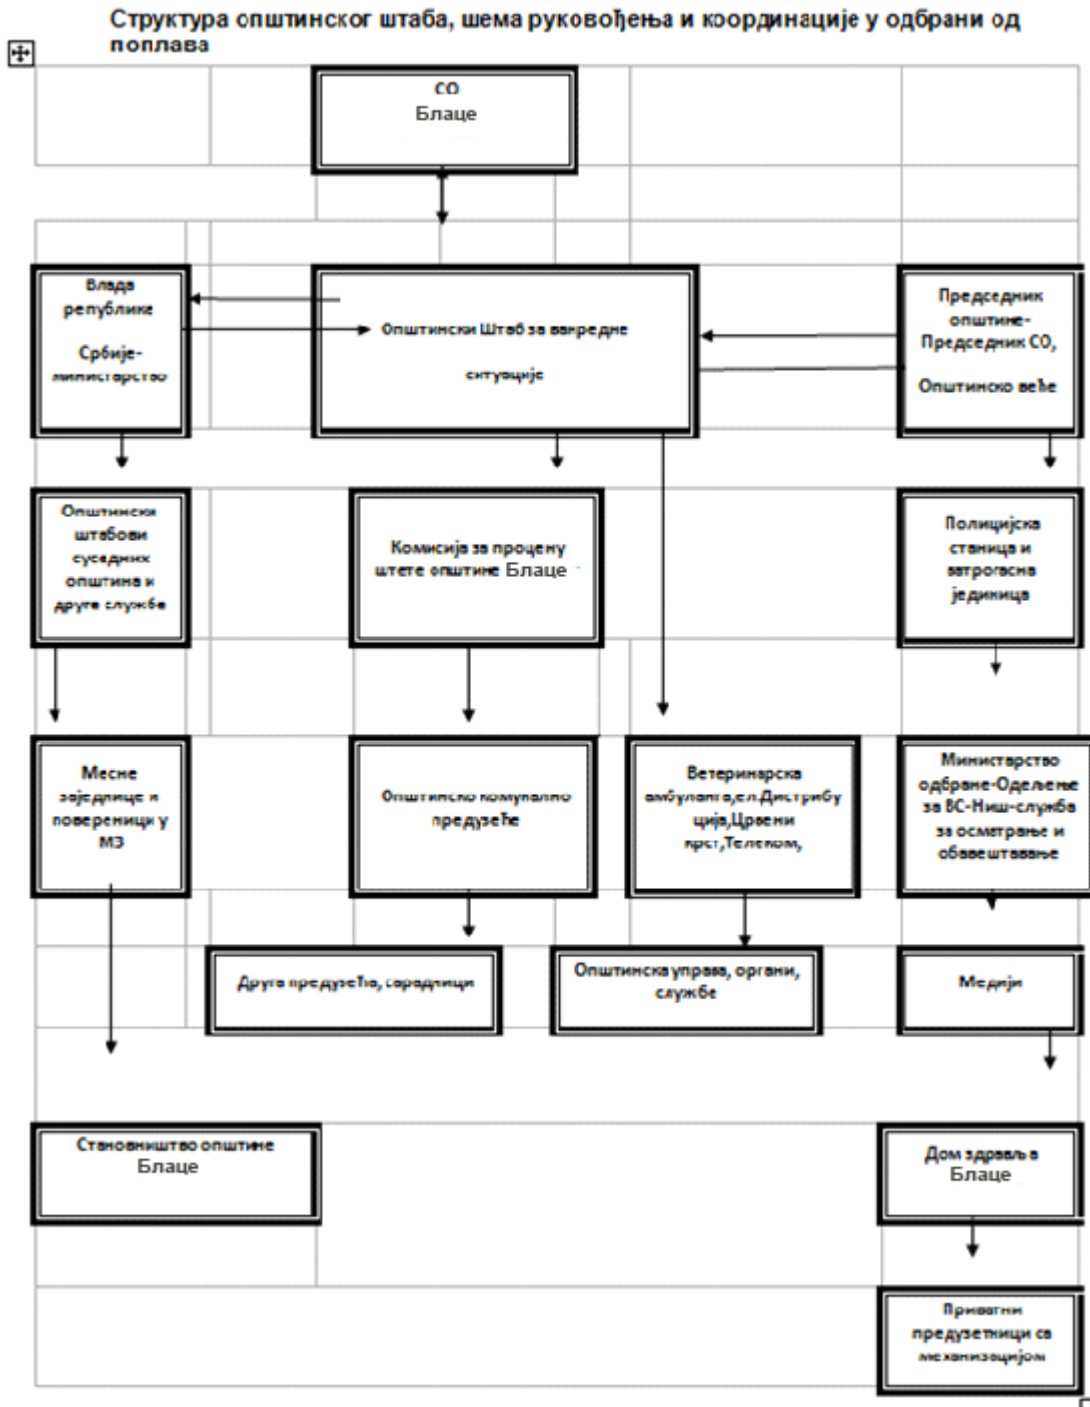 Структура општинског штаба, шема руковођења и координације у одбрани од
поплава
СО
Блаце
Влада
републике
Србије-
министарство
Општински Штаб за ванредне
ситуације
Председник
општине-
Председник СО,
Општинско веће
Општински
штабови
суседних
општина и
друге службе
Комисија за процену
штете општине Блаце
Полицијска
станица и
ватрогасна
јединица
Месне
заједнице и
повереници у
МЗ
Општинско комунално
предузеће
Ветеринарска
амбуланта,ел.Дистрибу
ција,Црвени
крст,Телеком,
Министарство
одбране-Одељење
за ВС-Ниш-служба
за осматрање и
обавештавање
Друга предузећа, сарадници
Општинска управа, органи,
службе
Медији
Становништво општине
Блаце
Дом здравља
Блаце
Приватни
предузетници са
механизацијом